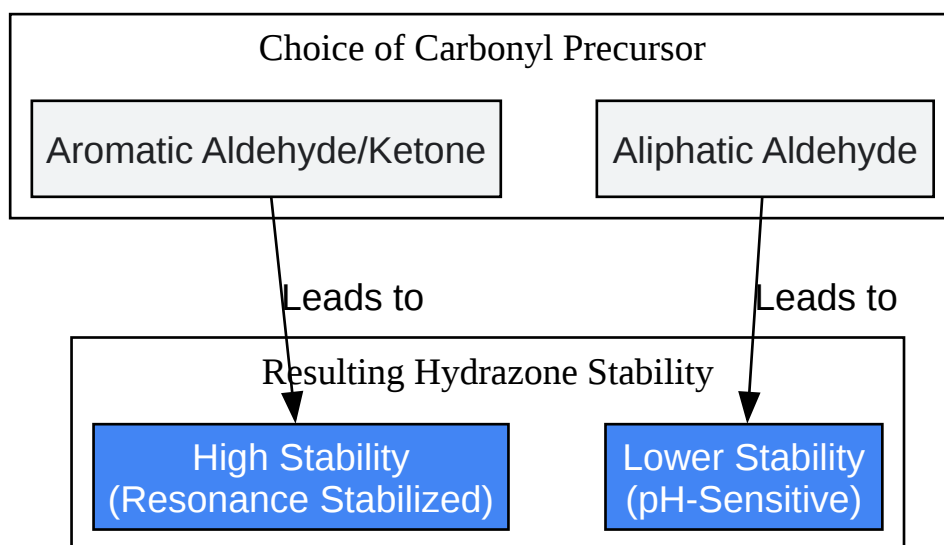 Choice of Carbonyl Precursor
Aromatic Aldehyde/Ketone
Aliphatic Aldehyde
Leads to
Leads to
Resulting Hydrazone Stability
High Stability
(Resonance Stabilized)
Lower Stability
(pH-Sensitive)